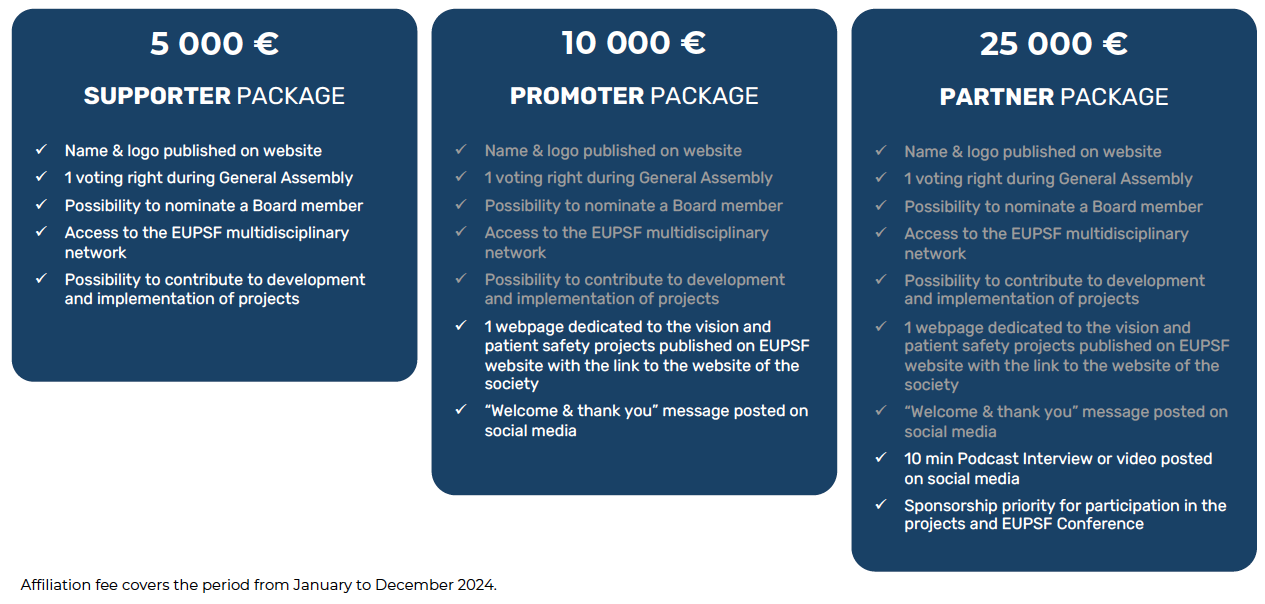 5 000 €
SUPPORTER PACKAGE
✓ Name & logo published on website
✓ 1 voting right during General Assembly
✓ Possibility to nominate a Board member
✓ Access to the EUPSF multidisciplinary
network
✓ Possibility to contribute to development
and implementation of projects
10 000 €
PROMOTER PACKAGE
✓ Name & logo published on website
✓ 1 voting right during General Assembly
✓ Possibility to nominate a Board member
✓ Access to the EUPSF multidisciplinary
network
✓ Possibility to contribute to development
and implementation of projects
✓ 1 webpage dedicated to the vision and
patient safety projects published on EUPSF
website with the link to the website of the
society
✓ “Welcome & thank you” message posted on
social media
25 000 €
PARTNER PACKAGE
✓ Name & logo published on website
✓ 1 voting right during General Assembly
✓ Possibility to nominate a Board member
✓ Access to the EUPSF multidisciplinary
network
✓ Possibility to contribute to development
and implementation of projects
✓ 1 webpage dedicated to the vision and
patient safety projects published on EUPSF
website with the link to the website of the
society
✓ “Welcome & thank you” message posted on
social media
✓ 10 min Podcast Interview or video posted
on social media
✓ Sponsorship priority for participation in the
projects and EUPSF Conference
Affiliation fee covers the period from January to December 2024.